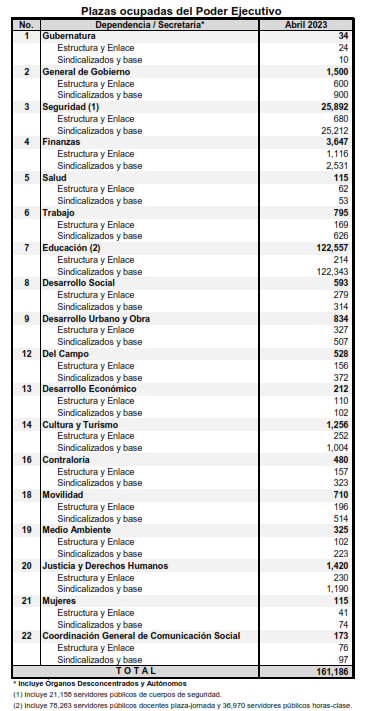 Plazas ocupadas del Poder Ejecutivo
No. Dependencia / Secretaría* Abril 2023
1 Gubernatura 34
Estructura y Enlace 24
Sindicalizados y base 10
2 General de Gobierno 1,500
Estructura y Enlace 600
Sindicalizados y base 900
3 Seguridad (1) 25,892
Estructura y Enlace 680
Sindicalizados y base 25,212
4 Finanzas 3,647
Estructura y Enlace 1,116
Sindicalizados y base 2,531
5 Salud 115
Estructura y Enlace 62
Sindicalizados y base 53
6 Trabajo 795
Estructura y Enlace 169
Sindicalizados y base 626
7 Educación (2) 122,557
Estructura y Enlace 214
Sindicalizados y base 122,343
8 Desarrollo Social 593
Estructura y Enlace 279
Sindicalizados y base 314
9 Desarrollo Urbano y Obra 834
Estructura y Enlace 327
Sindicalizados y base 507
12 Del Campo 528
Estructura y Enlace 156
Sindicalizados y base 372
13 Desarrollo Económico 212
Estructura y Enlace 110
Sindicalizados y base 102
14 Cultura y Turismo 1,256
Estructura y Enlace 252
Sindicalizados y base 1,004
16 Contraloría 480
Estructura y Enlace 157
Sindicalizados y base 323
18 Movilidad 710
Estructura y Enlace 196
Sindicalizados y base 514
19 Medio Ambiente 325
Estructura y Enlace 102
Sindicalizados y base 223
20 Justicia y Derechos Humanos 1,420
Estructura y Enlace 230
Sindicalizados y base 1,190
21 Mujeres 115
Estructura y Enlace 41
Sindicalizados y base 74
22 Coordinación General de Comunicación Social 173
Estructura y Enlace 76
Sindicalizados y base 97
T O T A L 161,186
* Incluye Órganos Desconcentrados y Autónomos
(1) Incluye 21,158 servidores públicos de cuerpos de seguridad.
(2) Incluye 78,263 servidores públicos docentes plaza-jornada y 36,970 servidores públicos horas-clase.